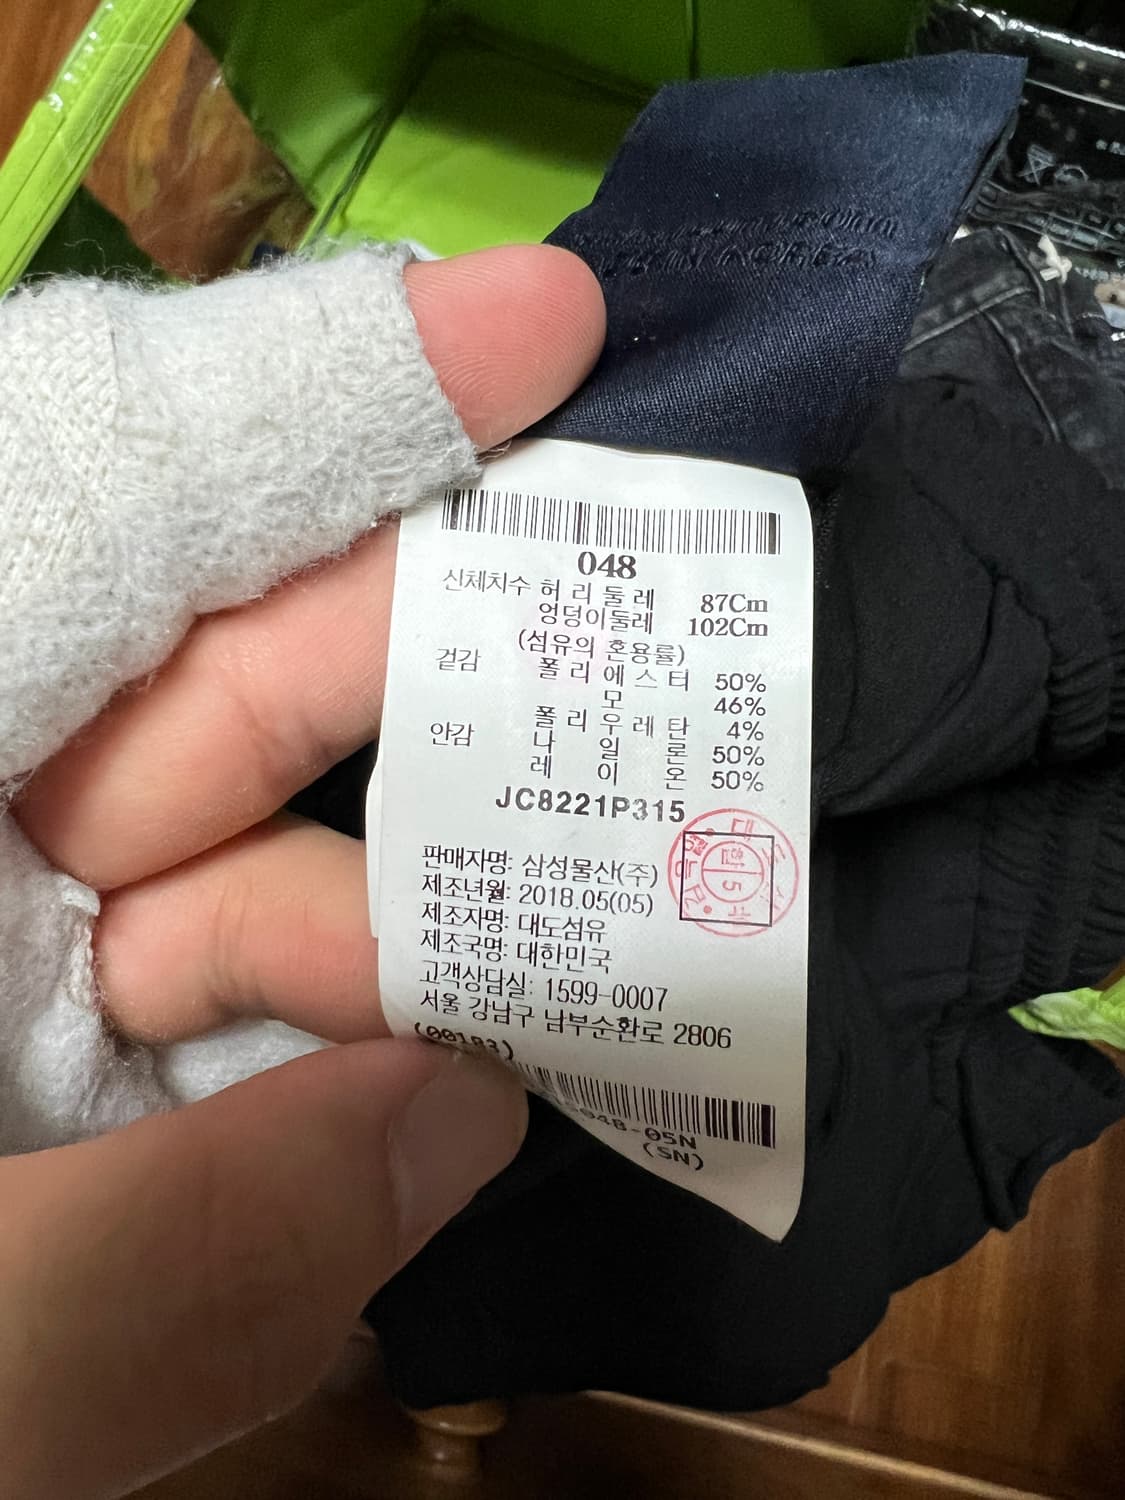 048
신체치수 허리둘레 87Cm
엉덩이둘레 102Cm
(섬유의 혼용률)
겉감 폴리에스터 50%
모 46%
폴리우레탄 4%
안감 나일론 50%
레이온 50%
JC8221P315
판매자명: 삼성물산(주)
제조년월: 2018.05(05)
제조자명: 대도섬유
제조국명: 대한민국
고객상담실: 1599-0007
서울 강남구 남부순환로 2806
(00183)
048-05N
(SN)
5